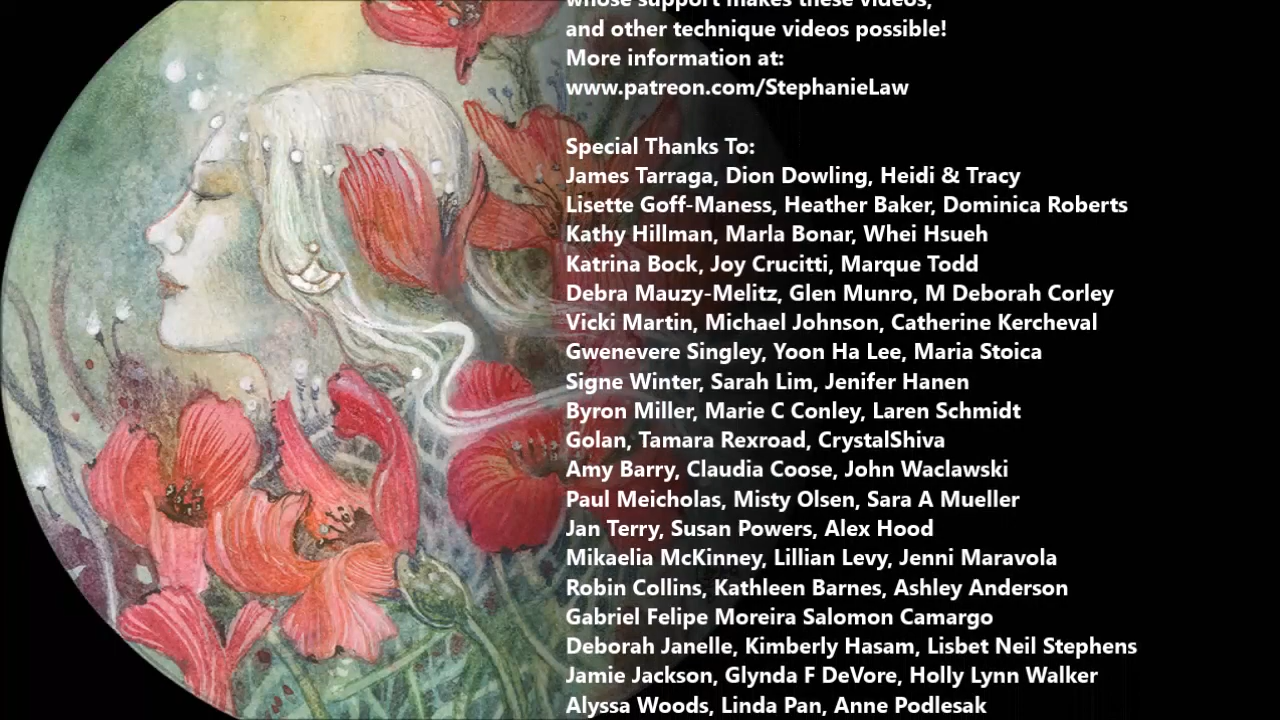 whose support makes these videos,
and other technique videos possible!
More information at:
www.patreon.com/StephanieLaw
Special Thanks To:
James Tarraga, Dion Dowling, Heidi & Tracy
Lisette Goff-Maness, Heather Baker, Dominica Roberts
Kathy Hillman, Marla Bonar, Whei Hsueh
Katrina Bock, Joy Crucitti, Marque Todd
Debra Mauzy-Melitz, Glen Munro, M Deborah Corley
Vicki Martin, Michael Johnson, Catherine Kercheval
Gwenevere Singley, Yoon Ha Lee, Maria Stoica
Signe Winter, Sarah Lim, Jenifer Hanen
Byron Miller, Marie C Conley, Laren Schmidt
Golan, Tamara Rexroad, CrystalShiva
Amy Barry, Claudia Coose, John Waclawski
Paul Meicholas, Misty Olsen, Sara A Mueller
Jan Terry, Susan Powers, Alex Hood
Mikaelia McKinney, Lillian Levy, Jenni Maravola
Robin Collins, Kathleen Barnes, Ashley Anderson
Gabriel Felipe Moreira Salomon Camargo
Deborah Janelle, Kimberly Hasam, Lisbet Neil Stephens
Jamie Jackson, Glynda F DeVore, Holly Lynn Walker
Alyssa Woods, Linda Pan, Anne Podlesak